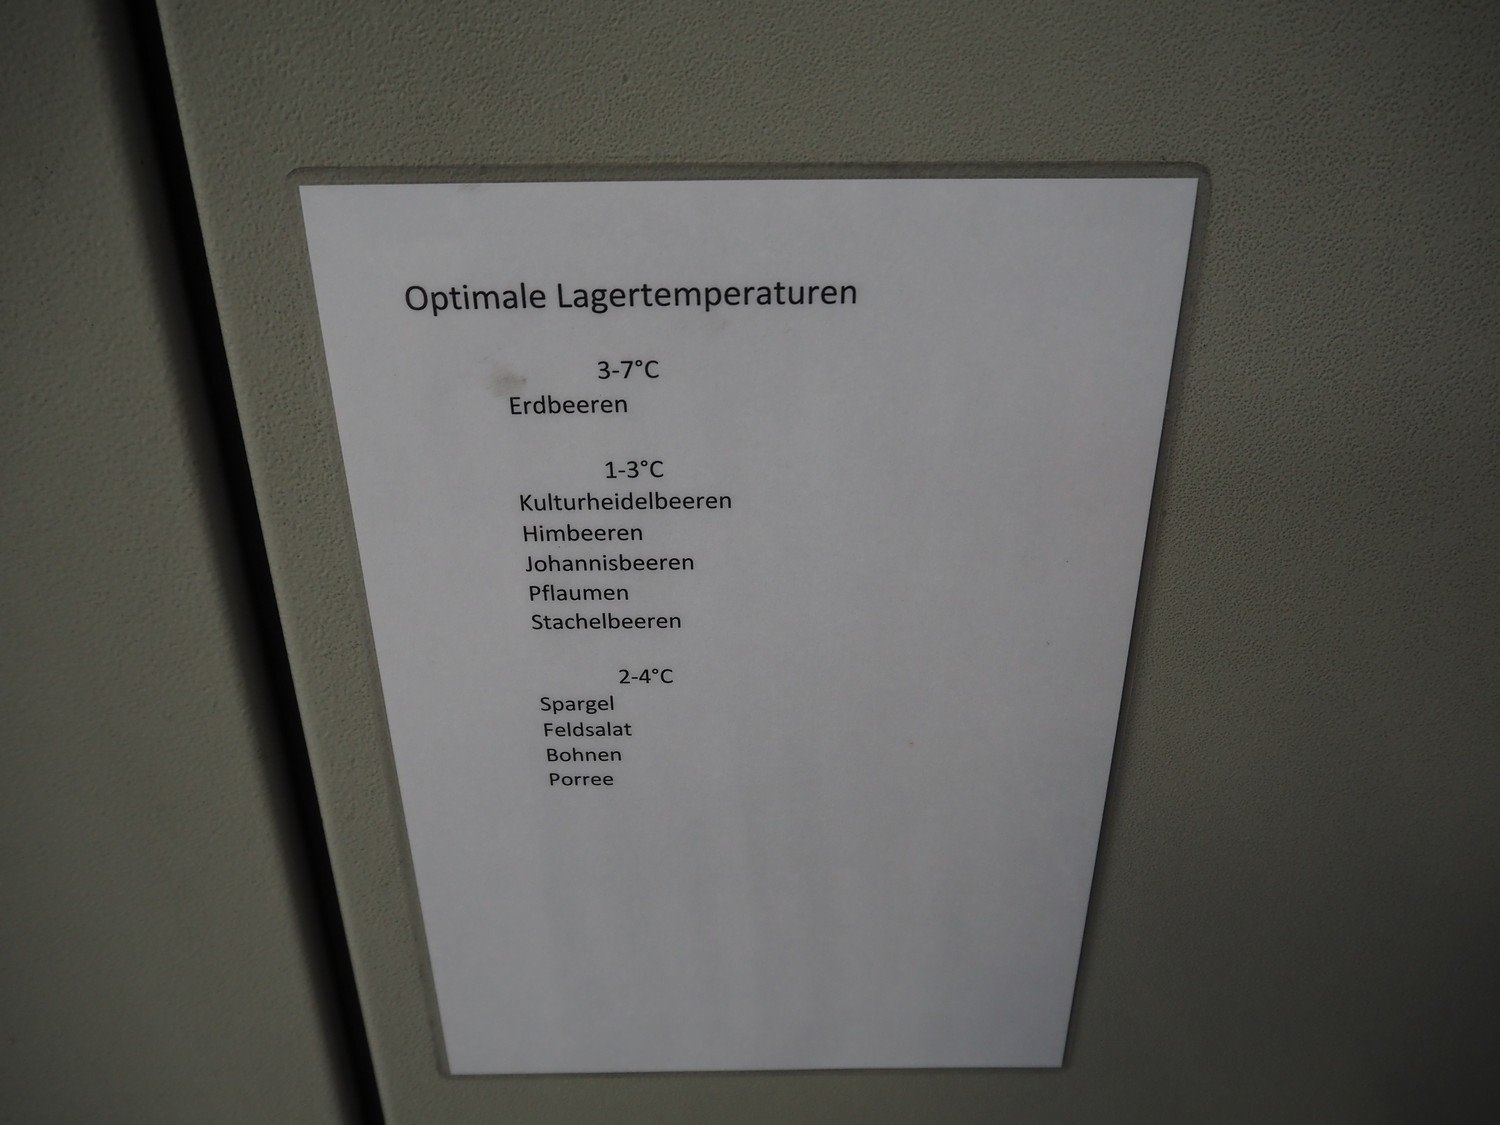 Optimale Lagertemperaturen
3-7°C
Erdbeeren
1-3°C
Kulturheidelbeeren
Himbeeren
Johannisbeeren
Pflaumen
Stachelbeeren
2-4°C
Spargel
Feldsalat
Bohnen
Porree